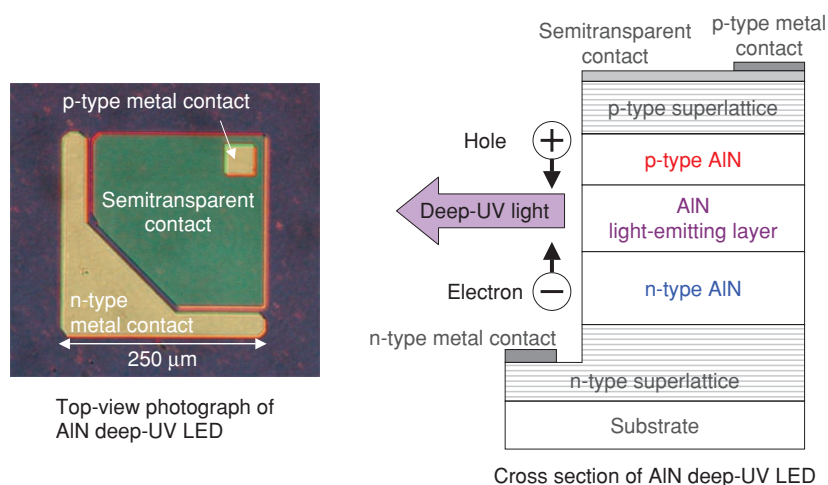 p-type metal contact
Semitransparent
contact
n-type
metal contact
250 μm
Top-view photograph of
AlN deep-UV LED
Semitransparent
contact
p-type metal
contact
p-type superlattice
Hole
+
p-type AlN
Deep-UV light
AlN
light-emitting layer
Electron
−
n-type AlN
n-type metal contact
n-type superlattice
Substrate
Cross section of AlN deep-UV LED